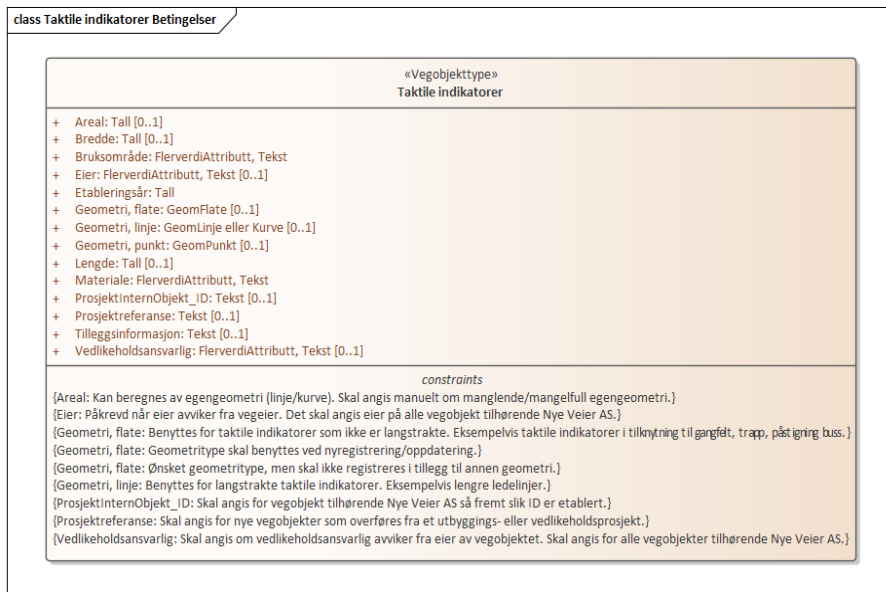 class Taktile indikatorer Betingelser
«Vegobjekttype»
Taktile indikatorer
+ Areal: Tall [0..1]
+ Bredde: Tall [0..1]
+ Bruksområde: FlerverdiAttributt, Tekst
+ Eier: FlerverdiAttributt, Tekst [0..1]
+ Etableringsår: Tall
+ Geometri, flate: GeomFlate [0..1]
+ Geometri, linje: GeomLinje eller Kurve [0..1]
+ Geometri, punkt: GeomPunkt [0..1]
+ Lengde: Tall [0..1]
+ Materiale: FlerverdiAttributt, Tekst
+ ProsjektInternObjekt_ID: Tekst [0..1]
+ Prosjektreferanse: Tekst [0..1]
+ Tilleggsinformasjon: Tekst [0..1]
+ Vedlikeholdsansvarlig: FlerverdiAttributt, Tekst [0..1]
constraints
{Areal: Kan beregnes av egengeometri (linje/kurve). Skal angis manuelt om manglende/mangelfull egengeometri.}
{Eier: Påkrevd når eier avviker fra vegeier. Det skal angis eier på alle vegobjekt tilhørende Nye Veier AS.}
{Geometri, flate: Benyttes for taktile indikatorer som ikke er langstrakte. Eksempelvis taktile indikatorer i tilknytning til gangfelt, trapp, påstigning buss.}
{Geometri, flate: Geometritype skal benyttes ved nyregistrering/oppdatering.}
{Geometri, flate: Ønsket geometritype, men skal ikke registreres i tillegg til annen geometri.}
{Geometri, linje: Benyttes for langstrakte taktile indikatorer. Eksempelvis lengre ledelinjer.}
{ProsjektInternObjekt_ID: Skal angis for vegobjekt tilhørende Nye Veier AS så fremt slik ID er etablert.}
{Prosjektreferanse: Skal angis for nye vegobjekter som overføres fra et utbyggings- eller vedlikeholdsprosjekt.}
{Vedlikeholdsansvarlig: Skal angis om vedlikeholdsansvarlig avviker fra eier av vegobjektet. Skal angis for alle vegobjekter tilhørende Nye Veier AS.}